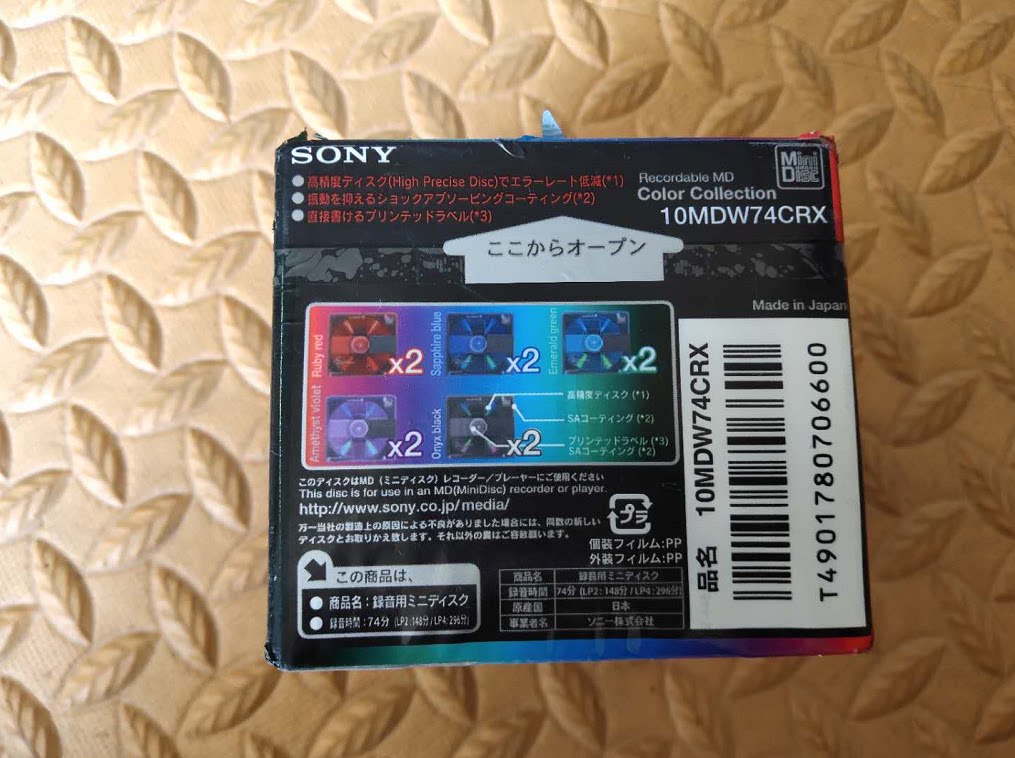 SONY
●高精度ディスク(High Precise Disc)でエラーレート低減(*1)
●振動を抑えるショックアブソービングコーティング(*2)
●直接書けるプリンテッドラベル(*3)
Mini
Disc
Recordable MD
Color Collection
10MDW74CRX
ここからオープン
Made in Japan
Ruby red
x2
Sapphire blue
x2
Emerald green
x2
Amethyst violet
x2
Onyx black
x2
高精度ディスク(*1)
SAコーティング(*2)
プリンテッドラベル(*3)
SAコーティング(*2)
このディスクはMD(ミニディスク)レコーダー/プレーヤーにご使用ください
This disc is for use in an MD(MiniDisc) recorder or player.
http://www.sony.co.jp/media/
万一当社の製造上の原因による不良がありました場合には、同数の新しい
ディスクとお取りかえ致します。それ以外の責はご容赦願います。
プラ
個装フィルム:PP
外装フィルム:PP
この商品は、
●商品名:録音用ミニディスク
●録音時間:74分 (LP2:148分/LP4:296分)
商品名 録音用ミニディスク
録音時間 74分 (LP2:148分/LP4:296分)
原産国 日本
事業者名 ソニー株式会社
品名 10MDW74CRX
T4901780706600